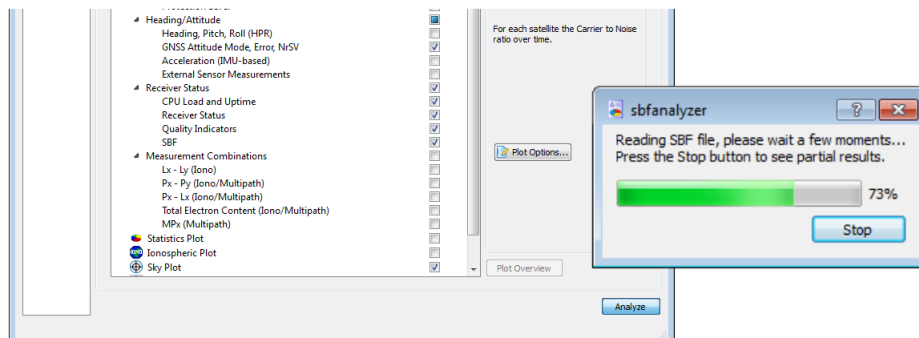 Heading/Attitude
Heading, Pitch, Roll (HPR)
GNSS Attitude Mode, Error, NrSV
Acceleration (IMU-based)
External Sensor Measurements
Receiver Status
CPU Load and Uptime
Receiver Status
Quality Indicators
SBF
Measurement Combinations
Lx - Ly (Iono)
Px - Py (Iono/Multipath)
Px - Lx (Iono/Multipath)
Total Electron Content (Iono/Multipath)
MPx (Multipath)
Statistics Plot
Ionospheric Plot
Sky Plot
For each satellite the Carrier to Noise
ratio over time.
Plot Options...
Plot Overview
Analyze
sbfanalyzer
Reading SBF file, please wait a few moments...
Press the Stop button to see partial results.
73%
Stop